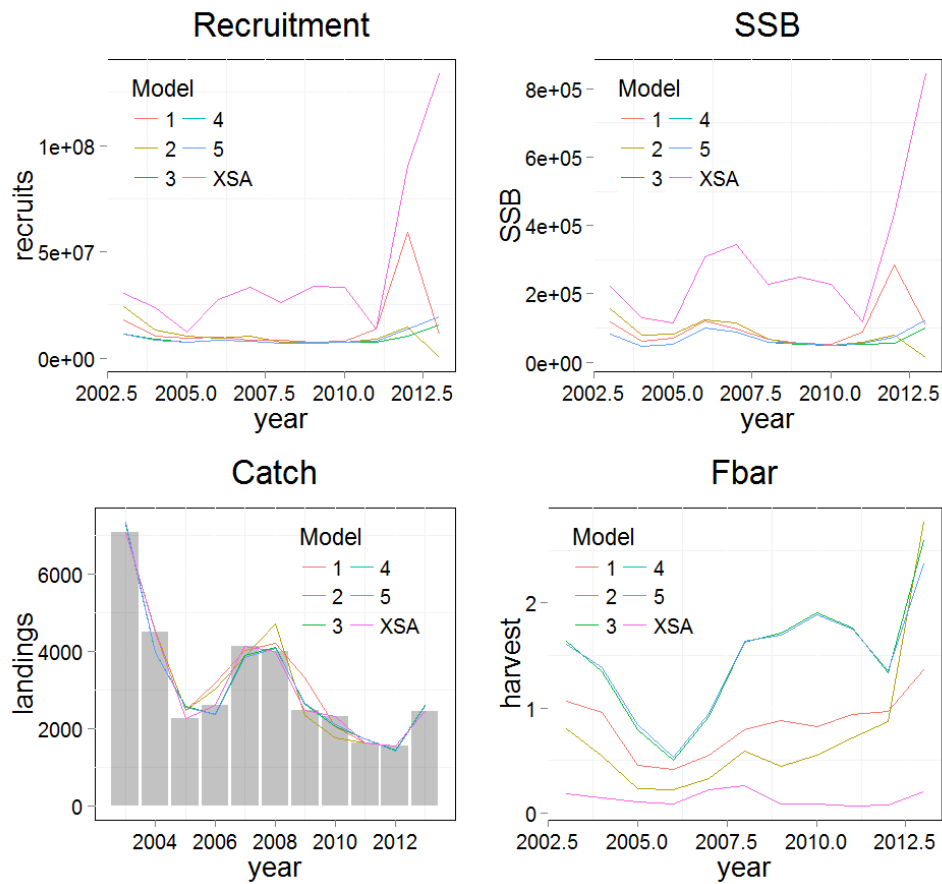 Recruitment
recruits
1e+08
5e+07
0e+00
Model
1 4
2 5
3 XSA
2002.5 2005.0 2007.5 2010.0 2012.5
year
SSB
SSB
8e+05
6e+05
4e+05
2e+05
0e+00
Model
1 4
2 5
3 XSA
2002.5 2005.0 2007.5 2010.0 2012.5
year
Catch
landings
6000
4000
2000
0
Model
1 4
2 5
3 XSA
2004 2006 2008 2010 2012
year
Fbar
harvest
2
1
0
Model
1 4
2 5
3 XSA
2002.5 2005.0 2007.5 2010.0 2012.5
year